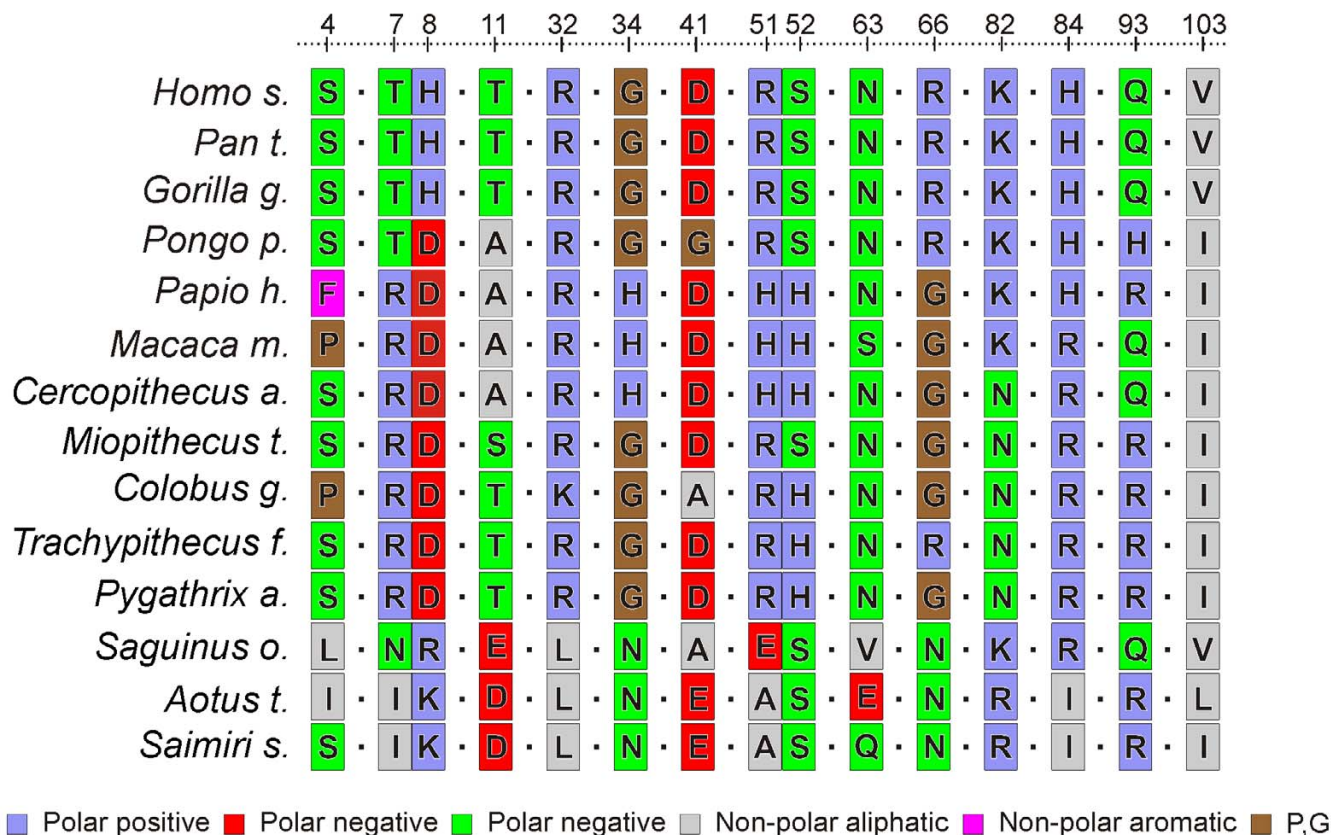 4 7 8 11 32 34 41 51 52 63 66 82 84 93 103
Homo s. S · T H · T · R · G · D · R S · N · R · K · H · Q · V
Pan t. S · T H · T · R · G · D · R S · N · R · K · H · Q · V
Gorilla g. S · T H · T · R · G · D · R S · N · R · K · H · Q · V
Pongo p. S · T D · A · R · G · G · R S · N · R · K · H · H · I
Papio h. F · R D · A · R · H · D · H H · N · G · K · H · R · I
Macaca m. P · R D · A · R · H · D · H H · S · G · K · R · Q · I
Cercopithecus a. S · R D · A · R · H · D · H H · N · G · N · R · Q · I
Miopithecus t. S · R D · S · R · G · D · R S · N · G · N · R · R · I
Colobus g. P · R D · T · K · G · A · R H · N · G · N · R · R · I
Trachypithecus f. S · R D · T · R · G · D · R H · N · R · N · R · R · I
Pygathrix a. S · R D · T · R · G · D · R H · N · G · N · R · R · I
Saguinus o. L · N R · E · L · N · A · E S · V · N · K · R · Q · V
Aotus t. I · I K · D · L · N · E · A S · E · N · R · I · R · L
Saimiri s. S · I K · D · L · N · E · A S · Q · N · R · I · R · I
Polar positive Polar negative Polar negative Non-polar aliphatic Non-polar aromatic P,G